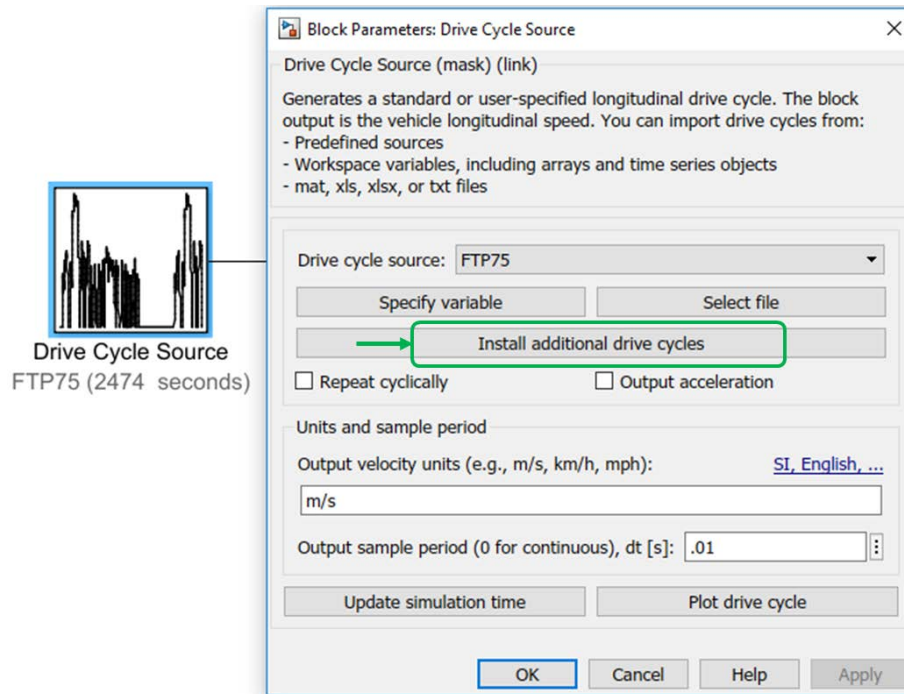 Block Parameters: Drive Cycle Source
Drive Cycle Source (mask) (link)
Generates a standard or user-specified longitudinal drive cycle. The block
output is the vehicle longitudinal speed. You can import drive cycles from:
- Predefined sources
- Workspace variables, including arrays and time series objects
- mat, xls, xlsx, or txt files
Drive cycle source: FTP75
Specify variable Select file
Install additional drive cycles
Repeat cyclically Output acceleration
Drive Cycle Source
FTP75 (2474 seconds)
Units and sample period
Output velocity units (e.g., m/s, km/h, mph): SI, English, ...
m/s
Output sample period (0 for continuous), dt [s]: .01
Update simulation time Plot drive cycle
OK Cancel Help Apply